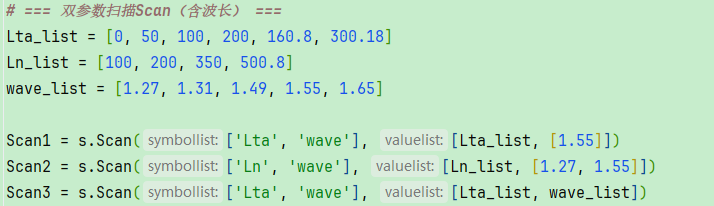 # === 双参数扫描Scan（含波长） ===
Lta_list = [0, 50, 100, 200, 160.8, 300.18]
Ln_list = [100, 200, 350, 500.8]
wave_list = [1.27, 1.31, 1.49, 1.55, 1.65]
Scan1 = s.Scan( symbollist: ['Lta', 'wave'], valuelist: [Lta_list, [1.55]])
Scan2 = s.Scan( symbollist: ['Ln', 'wave'], valuelist: [Ln_list, [1.27, 1.55]])
Scan3 = s.Scan( symbollist: ['Lta', 'wave'], valuelist: [Lta_list, wave_list])